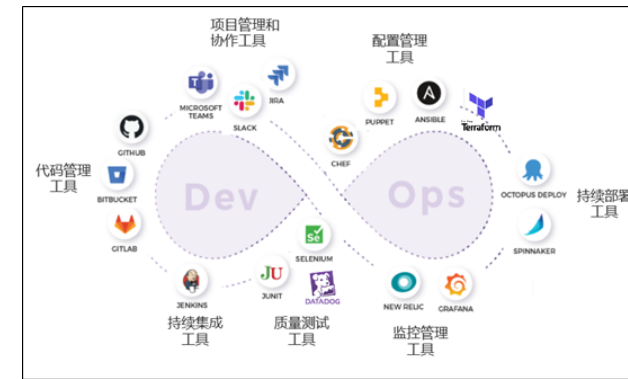 项目管理和
协作工具
配置管理
工具
MICROSOFT
TEAMS
JIRA
SLACK
PUPPET
ANSIBLE
Terraform
GITHUB
CHEF
代码管理
工具
BITBUCKET
Dev
Ops
OCTOPUS DEPLOY
持续部署
工具
GITLAB
Se
SELENIUM
SPINNAKER
JENKINS
JU
JUNIT
DATADOG
NEW RELIC
GRAFANA
持续集成
工具
质量测试
工具
监控管理
工具